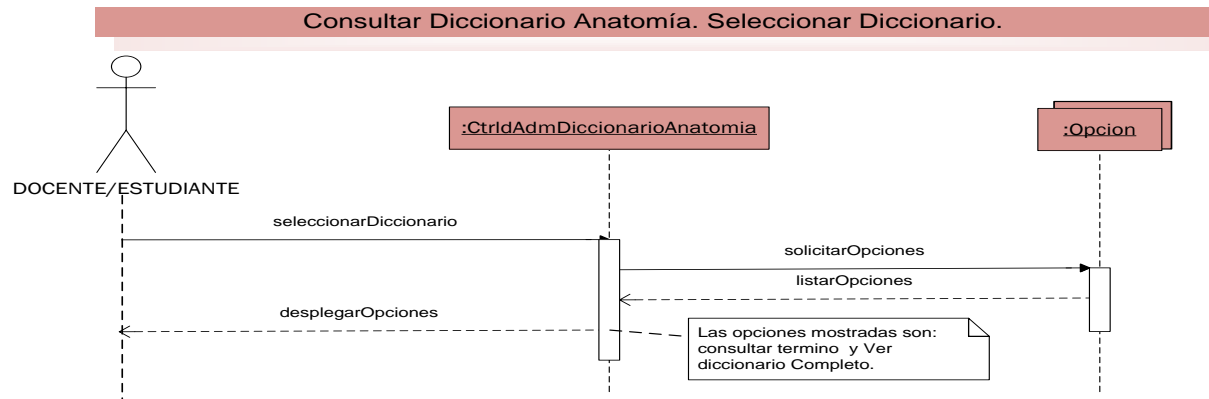 Consultar Diccionario Anatomía. Seleccionar Diccionario.
:CtrldAdmDiccionarioAnatomia
:Opcion
DOCENTE/ESTUDIANTE
seleccionarDiccionario
solicitarOpciones
listarOpciones
desplegarOpciones
Las opciones mostradas son:
consultar termino y Ver
diccionario Completo.